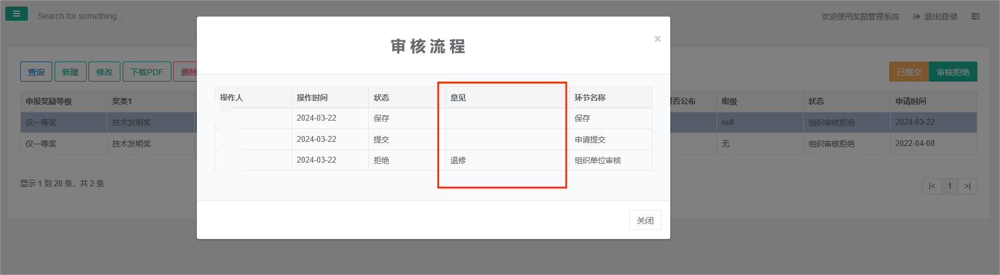 Search for something...
欢迎使用奖励管理系统 退出登录
审核流程
×
查询 新建 修改 下载PDF 删除
已提交 审核拒绝
操作人 操作时间 状态 意见 环节名称
2024-03-22 保存 保存
2024-03-22 提交 申请提交
2024-03-22 拒绝 退修 组织单位审核
关闭
申报奖励等级 奖类1 否公布 密级 状态 申请时间
仅一等奖 技术发明奖 null 组织审核拒绝 2024-03-22
仅一等奖 技术发明奖 无 组织审核拒绝 2022-04-08
显示 1 到 20 条，共 2 条
|< 1 >|